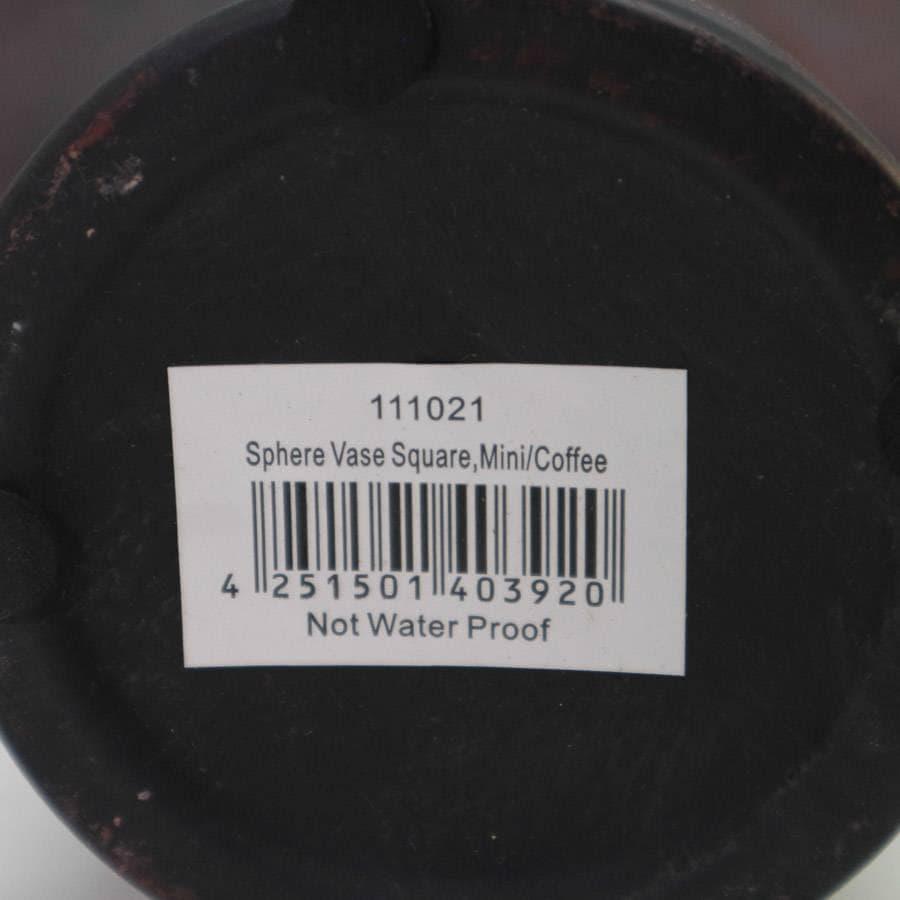 111021
Sphere Vase Square,Mini/Coffee
4 251501 403920
Not Water Proof